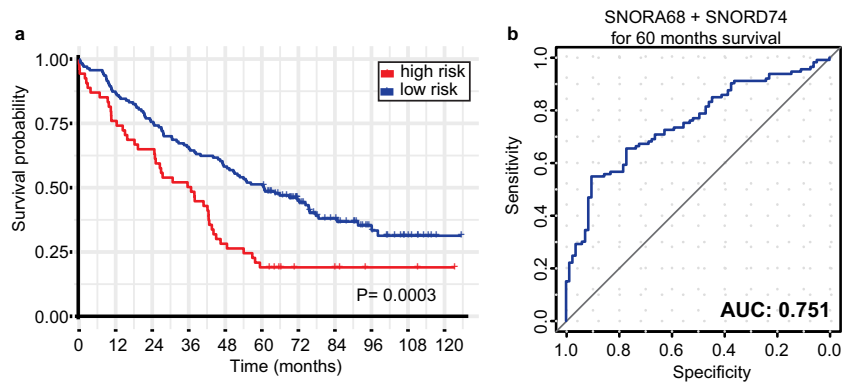 a
Survival probability
1.00
0.75
0.50
0.25
0.00
high risk
low risk
P= 0.0003
0 12 24 36 48 60 72 84 96 108 120
Time (months)
b
SNORA68 + SNORD74
for 60 months survival
Sensitivity
1.0
0.8
0.6
0.4
0.2
0.0
AUC: 0.751
1.0 0.8 0.6 0.4 0.2 0.0
Specificity